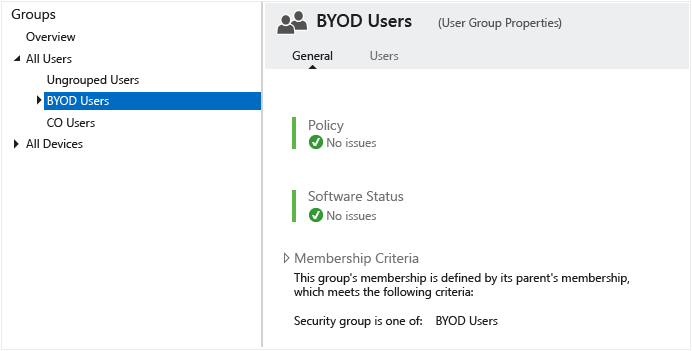 Groups
Overview
All Users
Ungrouped Users
BYOD Users
CO Users
All Devices
BYOD Users (User Group Properties)
General Users
Policy
No issues
Software Status
No issues
Membership Criteria
This group's membership is defined by its parent's membership,
which meets the following criteria:
Security group is one of: BYOD Users